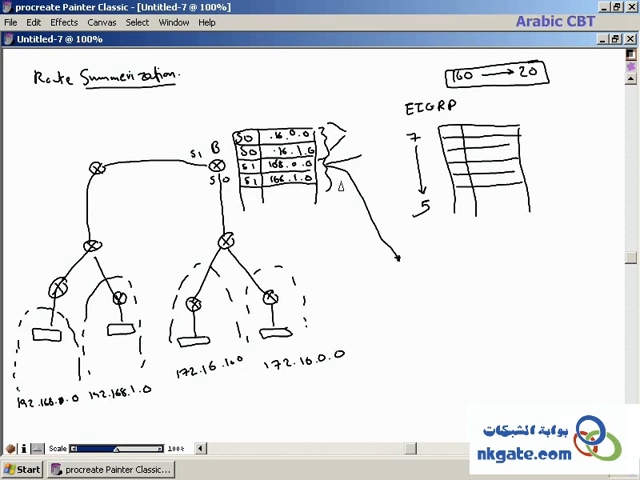 procreate Painter Classic - [Untitled-7 @ 100%]
File Edit Effects Canvas Select Window Help
Arabic CBT
Untitled-7 @ 100%
Route Summerization.
160 → 20
EIGRP
S1 B
S0
S0 .16.0.0
S0 .16.1.0
S1 168.0.0
S1 168.1.0
7
5
192.168.0.0
192.168.1.0
172.16.1.0
172.16.0.0
Scale 100%
بوابة الشبكات
nkgate.com
Start
procreate Painter Classic...